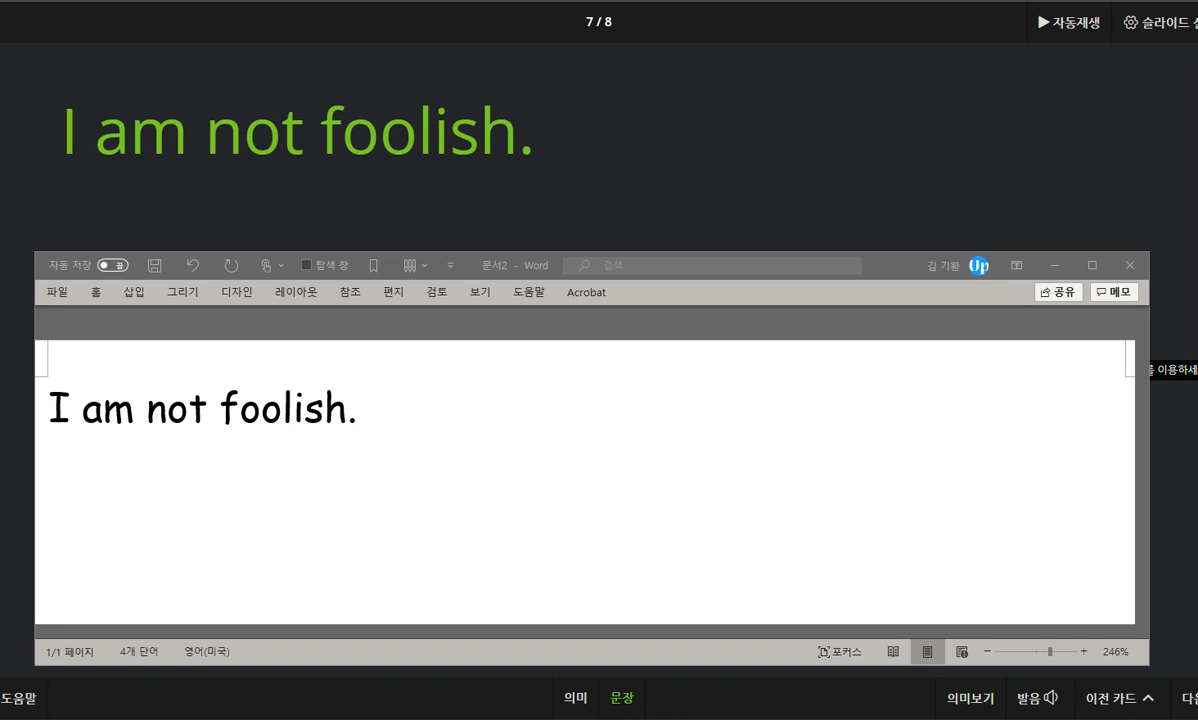 7 / 8
자동재생
슬라이드
I am not foolish.
자동 저장 끔 탐색 창 문서2 - Word 검색 김 기환 Up
파일 홈 삽입 그리기 디자인 레이아웃 참조 편지 검토 보기 도움말 Acrobat 공유 메모
를 이용하세
I am not foolish.
1/1 페이지 4개 단어 영어(미국) 포커스 - + 246%
도움말 의미 문장 의미보기 발음 이전 카드